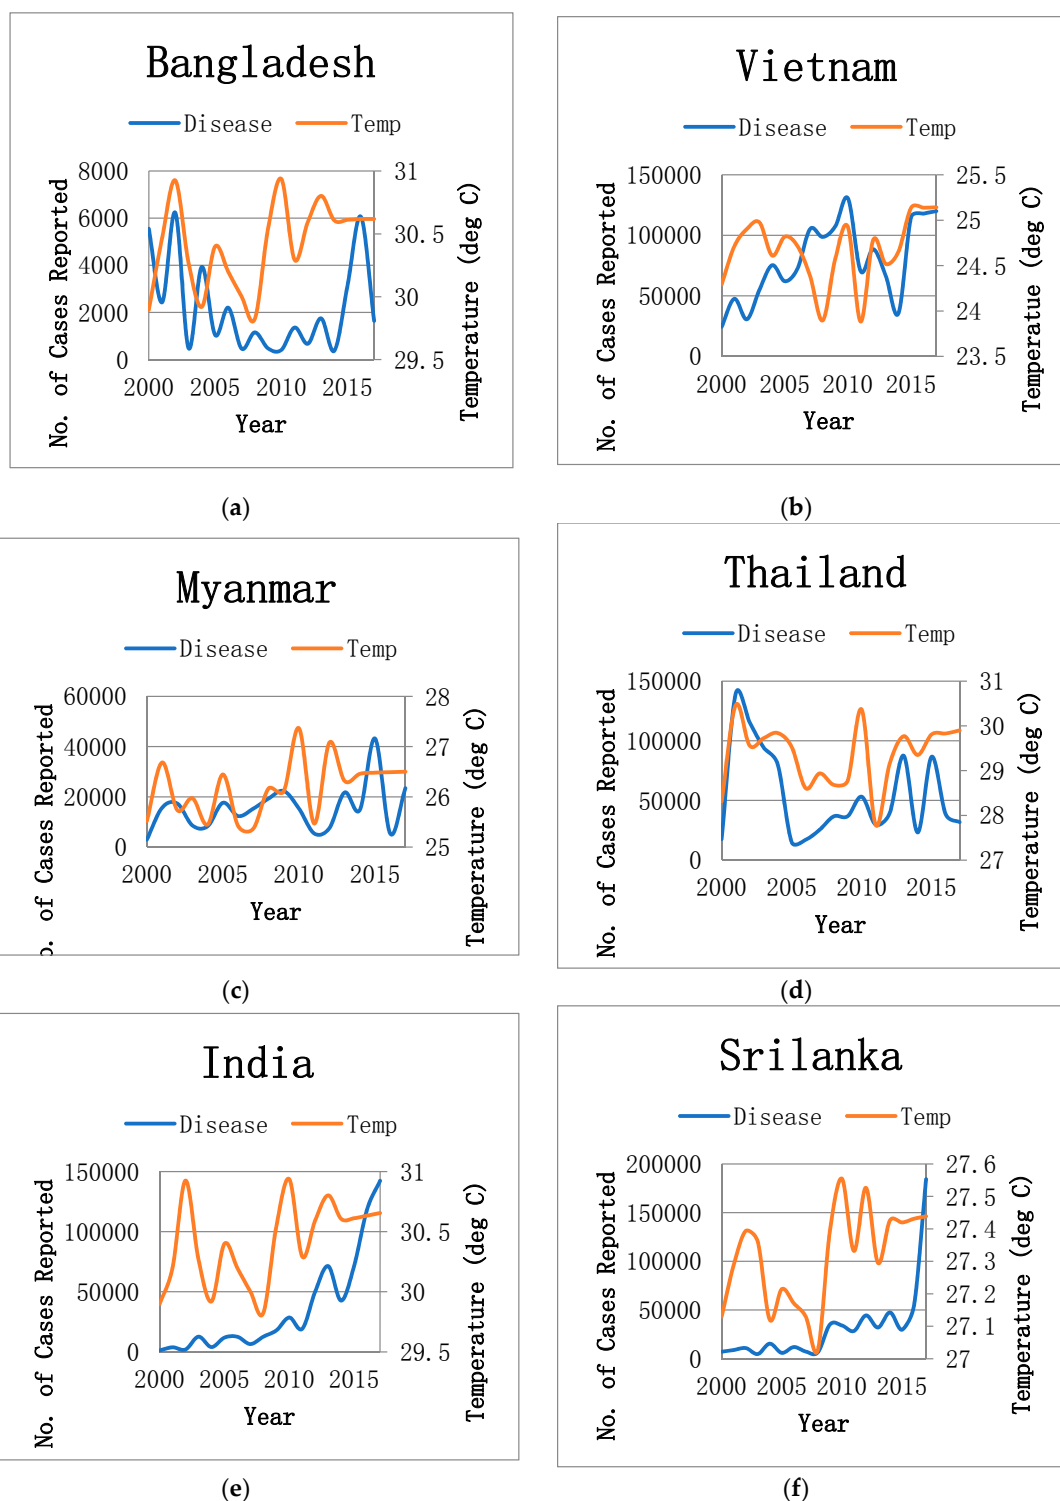 Bangladesh
Disease Temp
8000
6000
4000
2000
0
31
30.5
30
29.5
2000 2005 2010 2015
Year
No. of Cases Reported
Temperature (deg C)
(a)
Vietnam
Disease Temp
150000
100000
50000
0
25.5
25
24.5
24
23.5
2000 2005 2010 2015
Year
No. of Cases Reported
Temperatue (deg C)
(b)
Myanmar
Disease Temp
60000
40000
20000
0
28
27
26
25
2000 2005 2010 2015
Year
o. of Cases Reported
Temperature (deg C)
(c)
Thailand
Disease Temp
150000
100000
50000
0
31
30
29
28
27
2000 2005 2010 2015
Year
No. of Cases Reported
Temperature (deg C)
(d)
India
Disease Temp
150000
100000
50000
0
31
30.5
30
29.5
2000 2005 2010 2015
Year
No. of Cases Reported
Temperature (deg C)
(e)
Srilanka
Disease Temp
200000
150000
100000
50000
0
27.6
27.5
27.4
27.3
27.2
27.1
27
2000 2005 2010 2015
Year
No. of Cases Reported
Temperature (deg C)
(f)